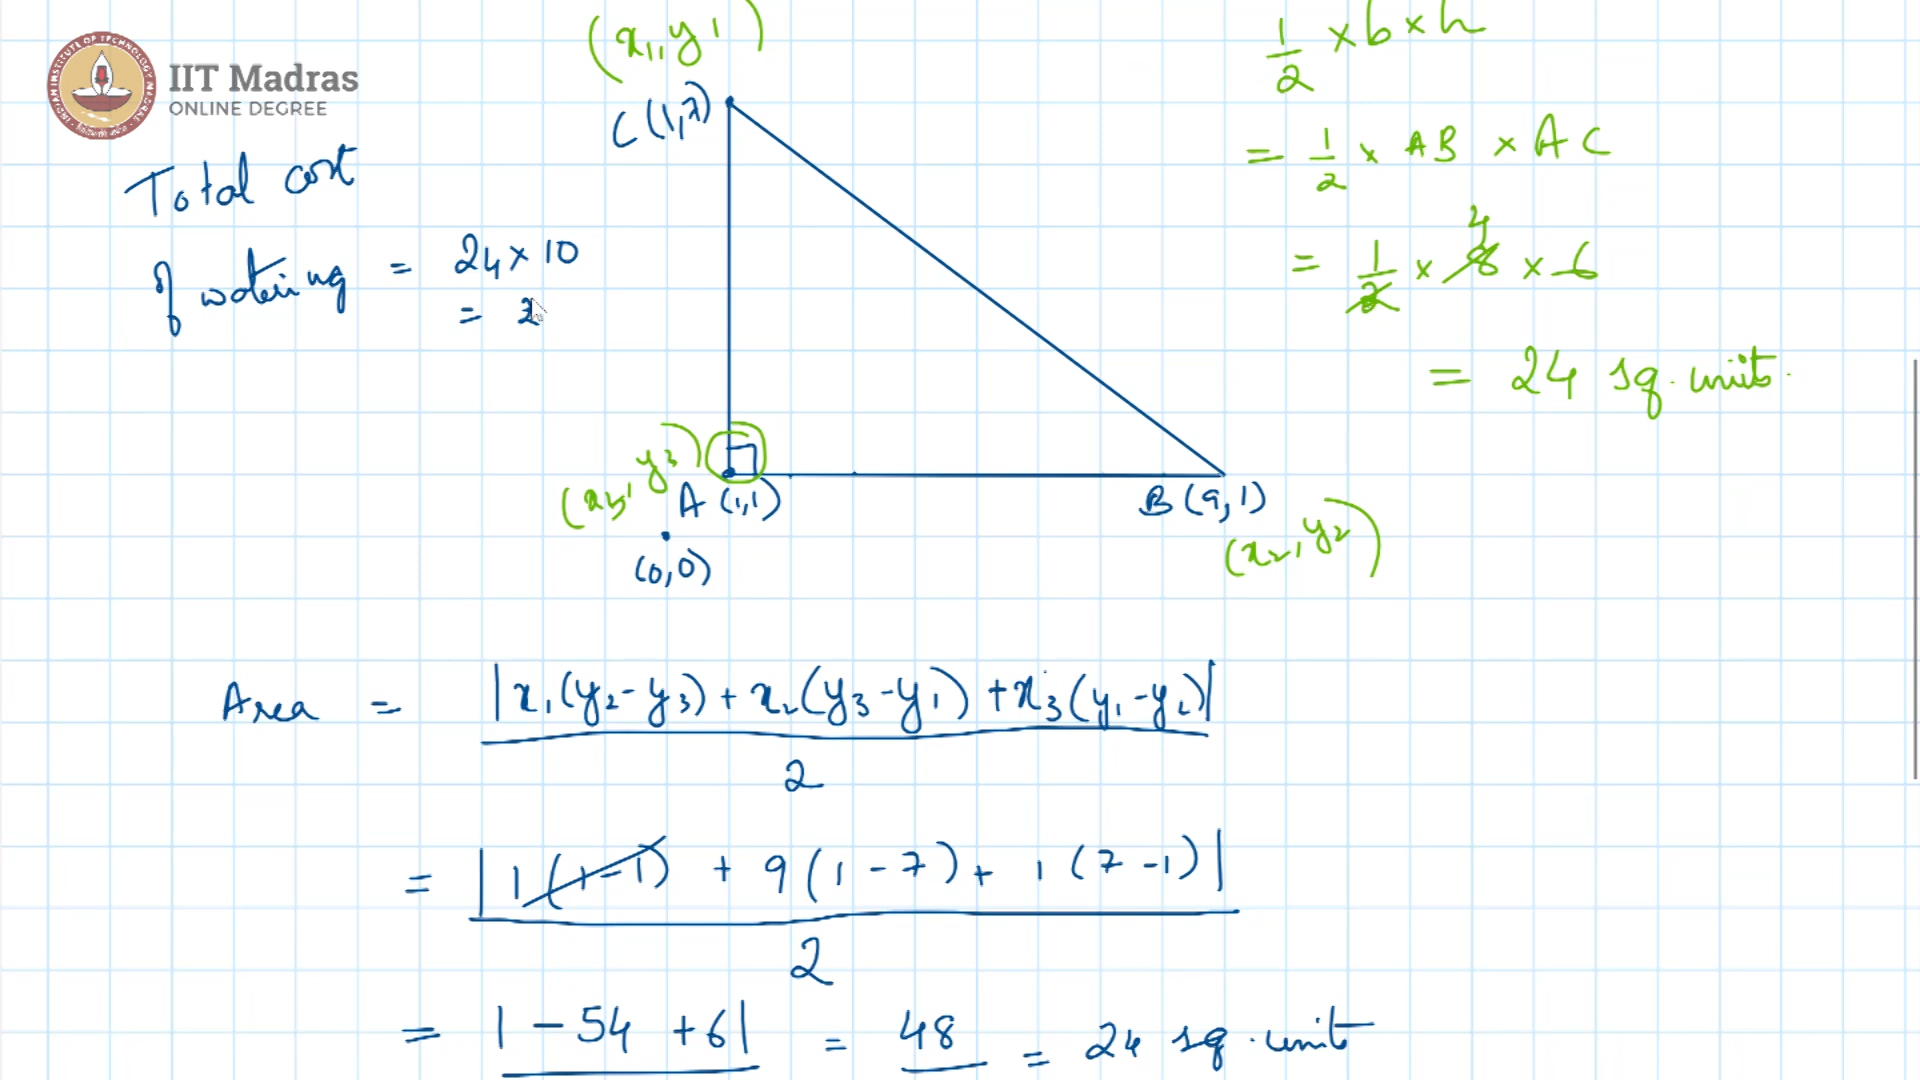 IIT Madras
ONLINE DEGREE
Total cost
of watering = 24 × 10
= 2
(x₁, y₁)
C (1,7)
(x₃, y₃)
A (1,1)
(0,0)
B (9,1)
(x₂, y₂)
1/2 × b × h
= 1/2 × AB × AC
= 1/2 × 8 4 × 6
= 24 sq. units.
Area = |x₁(y₂-y₃) + x₂(y₃-y₁) + x₃(y₁-y₂)|
2
= |1(1-1) + 9(1-7) + 1(7-1)|
2
= |-54 + 6| = 48 = 24 sq. unit